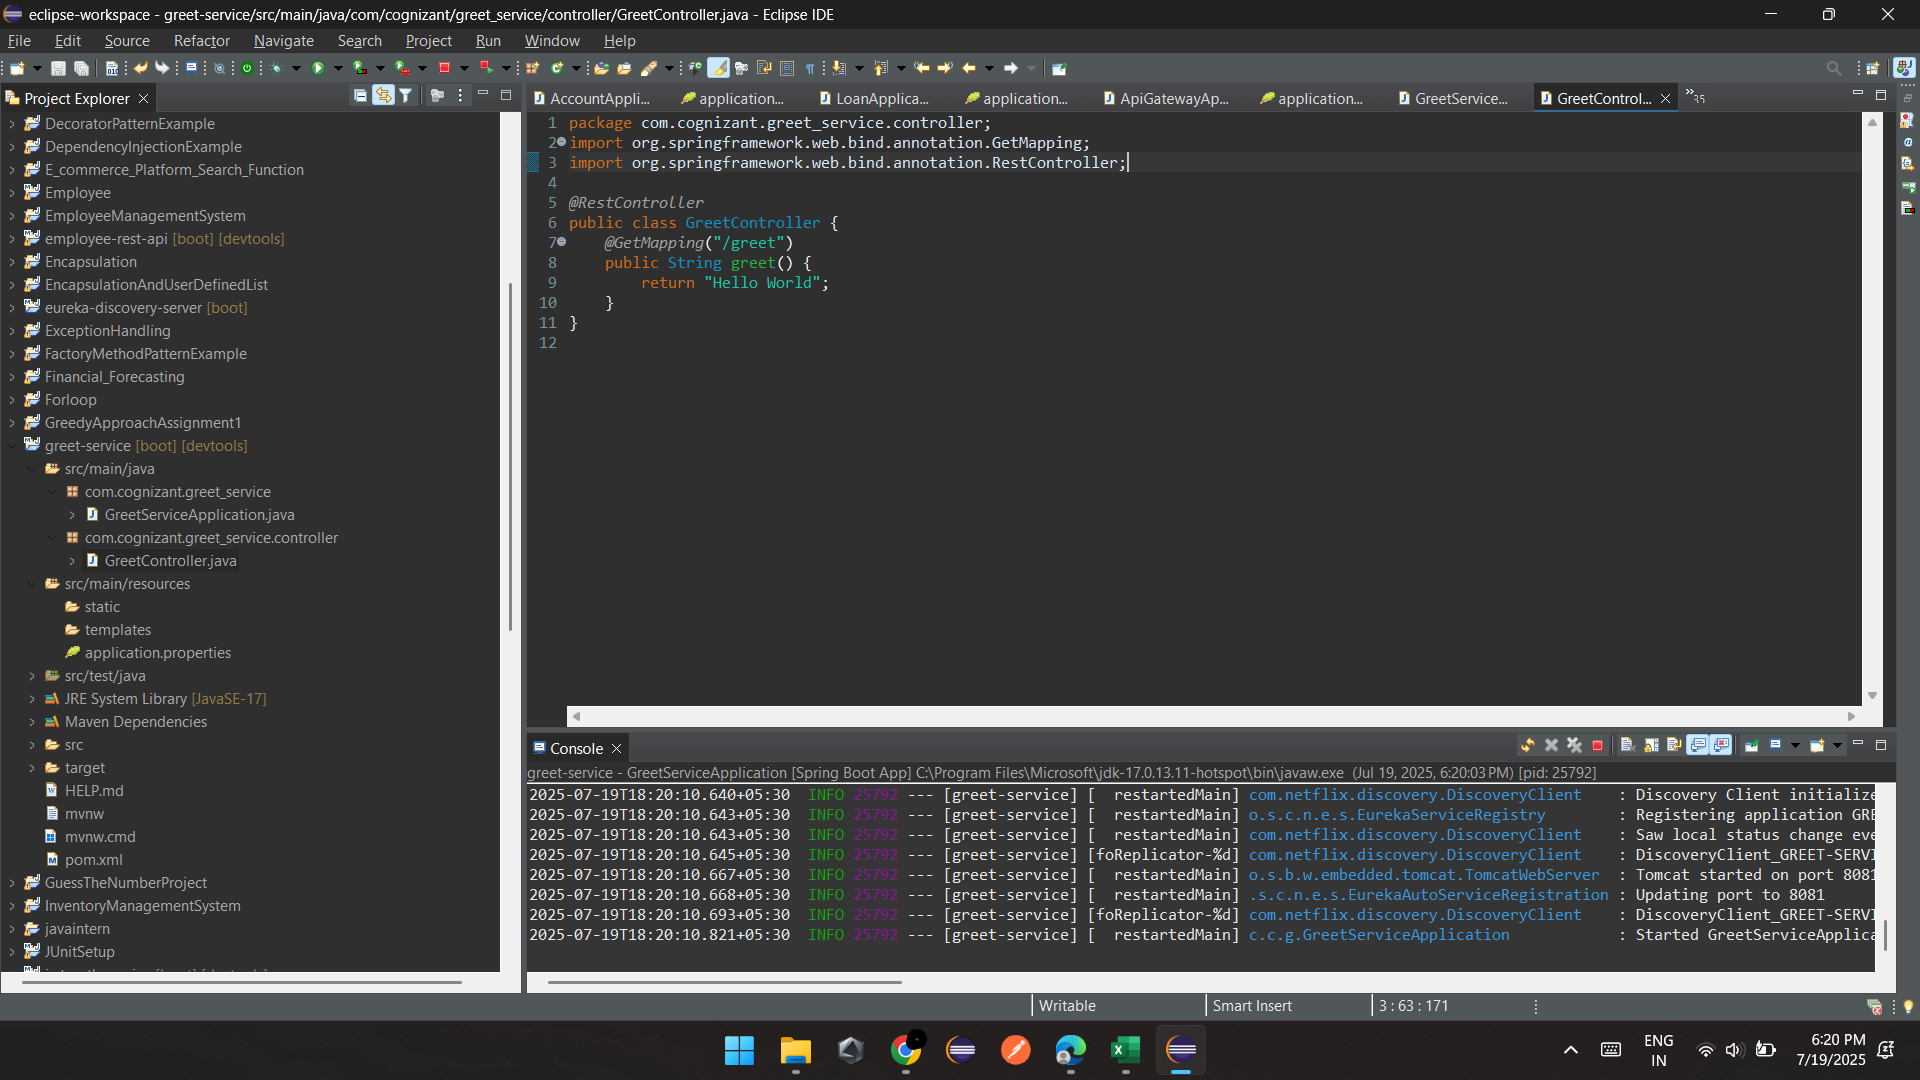 eclipse-workspace - greet-service/src/main/java/com/cognizant/greet_service/controller/GreetController.java - Eclipse IDE
File Edit Source Refactor Navigate Search Project Run Window Help
Project Explorer
DecoratorPatternExample
DependencyInjectionExample
E_commerce_Platform_Search_Function
Employee
EmployeeManagementSystem
employee-rest-api [boot] [devtools]
Encapsulation
EncapsulationAndUserDefinedList
eureka-discovery-server [boot]
ExceptionHandling
FactoryMethodPatternExample
Financial_Forecasting
Forloop
GreedyApproachAssignment1
greet-service [boot] [devtools]
src/main/java
com.cognizant.greet_service
GreetServiceApplication.java
com.cognizant.greet_service.controller
GreetController.java
src/main/resources
static
templates
application.properties
src/test/java
JRE System Library [JavaSE-17]
Maven Dependencies
src
target
HELP.md
mvnw
mvnw.cmd
pom.xml
GuessTheNumberProject
InventoryManagementSystem
javaintern
JUnitSetup
AccountAppli... application... LoanApplica... application... ApiGatewayAp... application... GreetService... GreetControl... »35
1 package com.cognizant.greet_service.controller;
2 import org.springframework.web.bind.annotation.GetMapping;
3 import org.springframework.web.bind.annotation.RestController;
4
5 @RestController
6 public class GreetController {
7 @GetMapping("/greet")
8 public String greet() {
9 return "Hello World";
10 }
11 }
12
Console
greet-service - GreetServiceApplication [Spring Boot App] C:\Program Files\Microsoft\jdk-17.0.13.11-hotspot\bin\javaw.exe (Jul 19, 2025, 6:20:03 PM) [pid: 25792]
2025-07-19T18:20:10.640+05:30 INFO 25792 --- [greet-service] [ restartedMain] com.netflix.discovery.DiscoveryClient : Discovery Client initialize
2025-07-19T18:20:10.643+05:30 INFO 25792 --- [greet-service] [ restartedMain] o.s.c.n.e.s.EurekaServiceRegistry : Registering application GRE
2025-07-19T18:20:10.643+05:30 INFO 25792 --- [greet-service] [ restartedMain] com.netflix.discovery.DiscoveryClient : Saw local status change eve
2025-07-19T18:20:10.645+05:30 INFO 25792 --- [greet-service] [foReplicator-%d] com.netflix.discovery.DiscoveryClient : DiscoveryClient_GREET-SERVI
2025-07-19T18:20:10.667+05:30 INFO 25792 --- [greet-service] [ restartedMain] o.s.b.w.embedded.tomcat.TomcatWebServer : Tomcat started on port 8081
2025-07-19T18:20:10.668+05:30 INFO 25792 --- [greet-service] [ restartedMain] .s.c.n.e.s.EurekaAutoServiceRegistration : Updating port to 8081
2025-07-19T18:20:10.693+05:30 INFO 25792 --- [greet-service] [foReplicator-%d] com.netflix.discovery.DiscoveryClient : DiscoveryClient_GREET-SERVI
2025-07-19T18:20:10.821+05:30 INFO 25792 --- [greet-service] [ restartedMain] c.c.g.GreetServiceApplication : Started GreetServiceApplica
Writable Smart Insert 3 : 63 : 171
ENG
IN
6:20 PM
7/19/2025